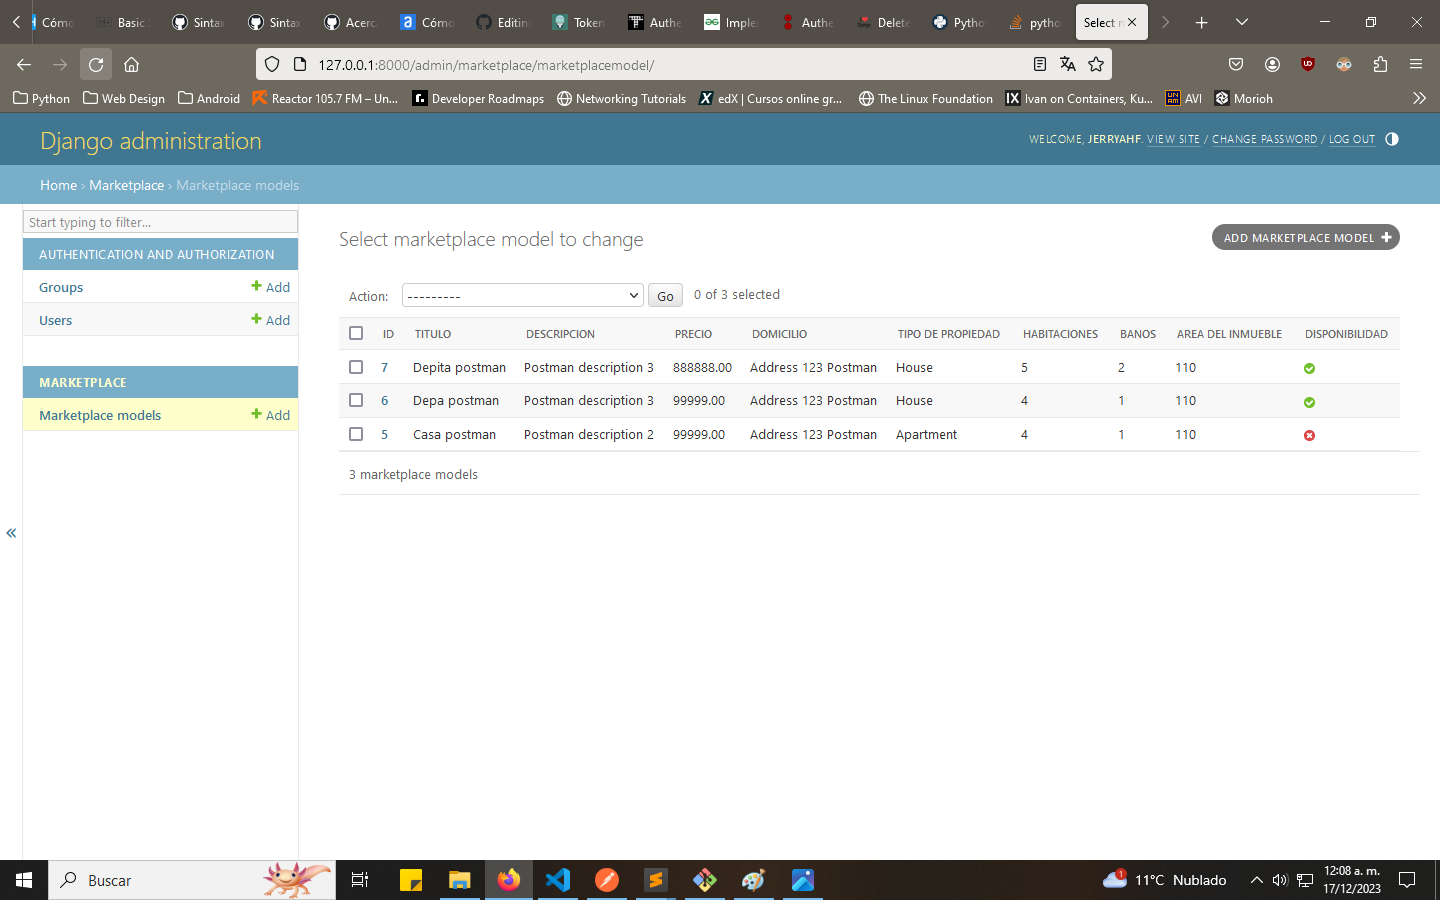 Cómo Basic Sintax Sintax Acerc Cómo Editin Token Authe Imple Authe Delete Pytho pytho Select
127.0.0.1:8000/admin/marketplace/marketplacemodel/
Python Web Design Android Reactor 105.7 FM – Un... Developer Roadmaps Networking Tutorials edX | Cursos online gr... The Linux Foundation Ivan on Containers, Ku... AVI Morioh
Django administration
WELCOME, JERRYAHF. VIEW SITE / CHANGE PASSWORD / LOG OUT
Home › Marketplace › Marketplace models
Start typing to filter...
AUTHENTICATION AND AUTHORIZATION
Groups Add
Users Add
MARKETPLACE
Marketplace models Add
Select marketplace model to change
ADD MARKETPLACE MODEL
Action: --------- Go 0 of 3 selected
ID TITULO DESCRIPCION PRECIO DOMICILIO TIPO DE PROPIEDAD HABITACIONES BANOS AREA DEL INMUEBLE DISPONIBILIDAD
7 Depita postman Postman description 3 888888.00 Address 123 Postman House 5 2 110
6 Depa postman Postman description 3 99999.00 Address 123 Postman House 4 1 110
5 Casa postman Postman description 2 99999.00 Address 123 Postman Apartment 4 1 110
3 marketplace models
Buscar
1
11°C Nublado
12:08 a. m.
17/12/2023